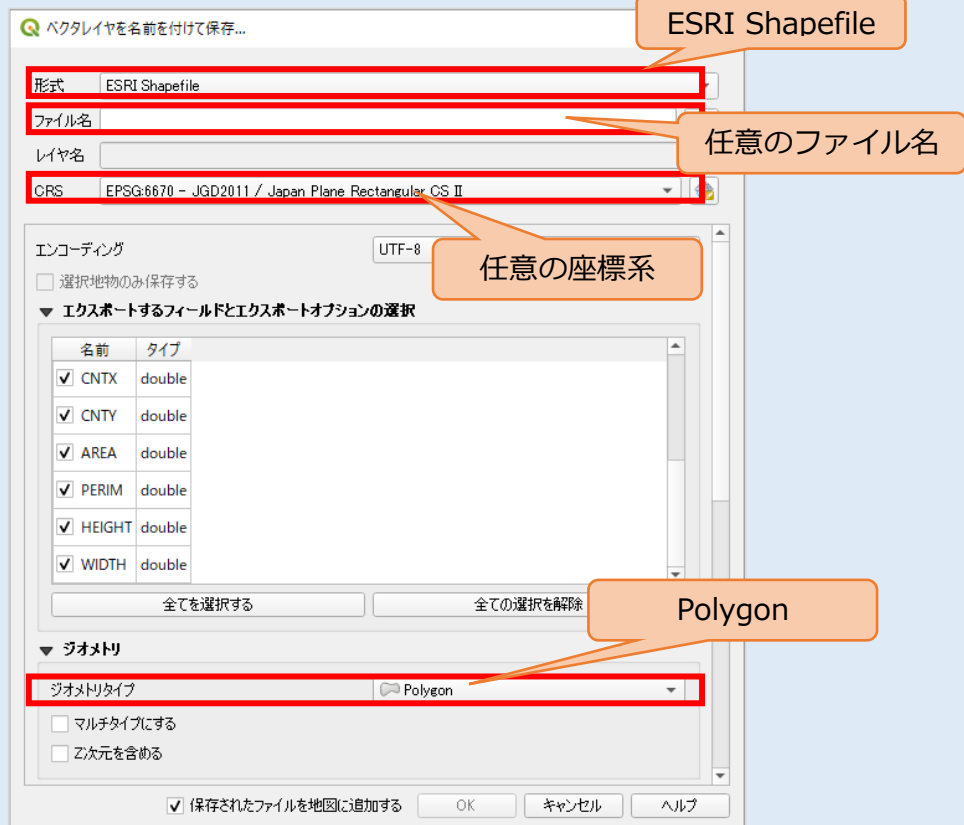 ベクタレイヤを名前を付けて保存...
ESRI Shapefile
形式 ESRI Shapefile
ファイル名
任意のファイル名
レイヤ名
CRS EPSG:6670 - JGD2011 / Japan Plane Rectangular CS II
エンコーディング UTF-8
任意の座標系
選択地物のみ保存する
エクスポートするフィールドとエクスポートオプションの選択
名前 タイプ
CNTX double
CNTY double
AREA double
PERIM double
HEIGHT double
WIDTH double
全てを選択する 全ての選択を解除
Polygon
ジオメトリ
ジオメトリタイプ Polygon
マルチタイプにする
Z次元を含める
保存されたファイルを地図に追加する OK キャンセル ヘルプ